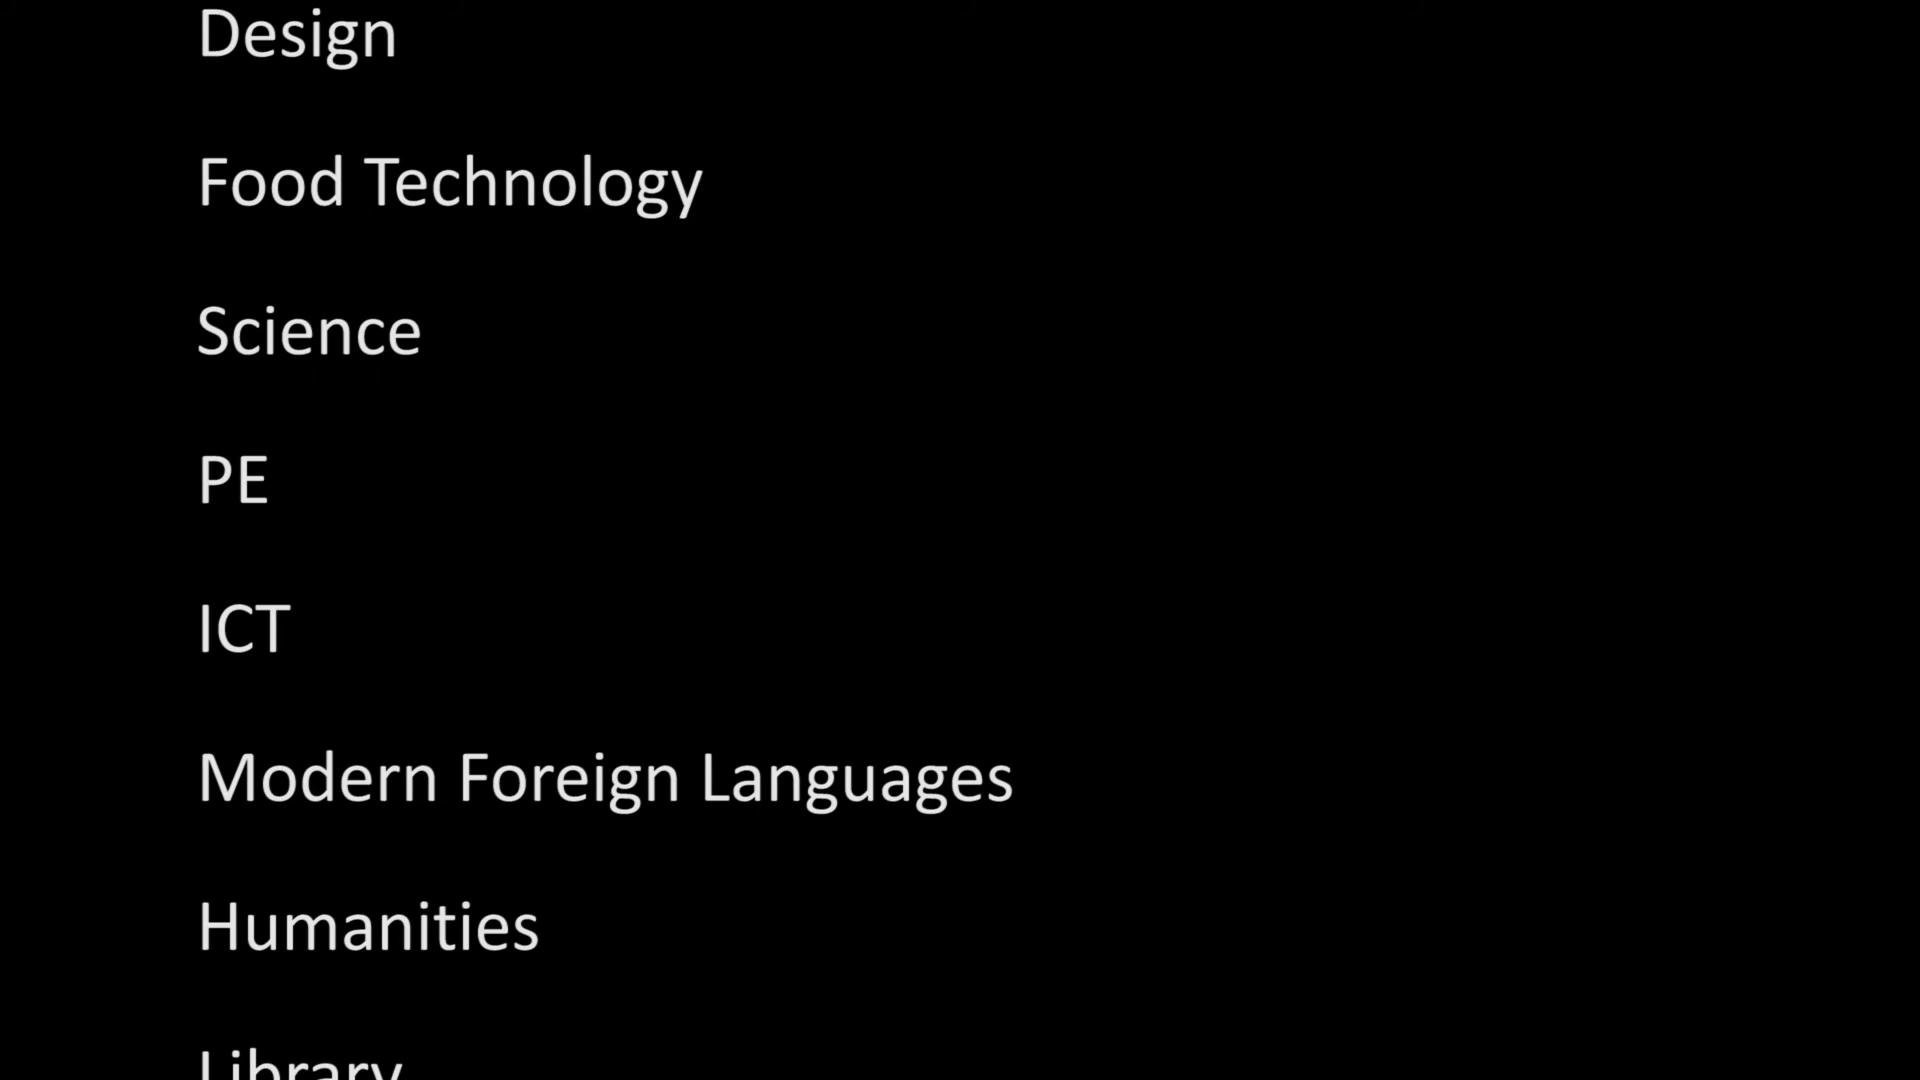 Design
Food Technology
Science
PE
ICT
Modern Foreign Languages
Humanities
Library